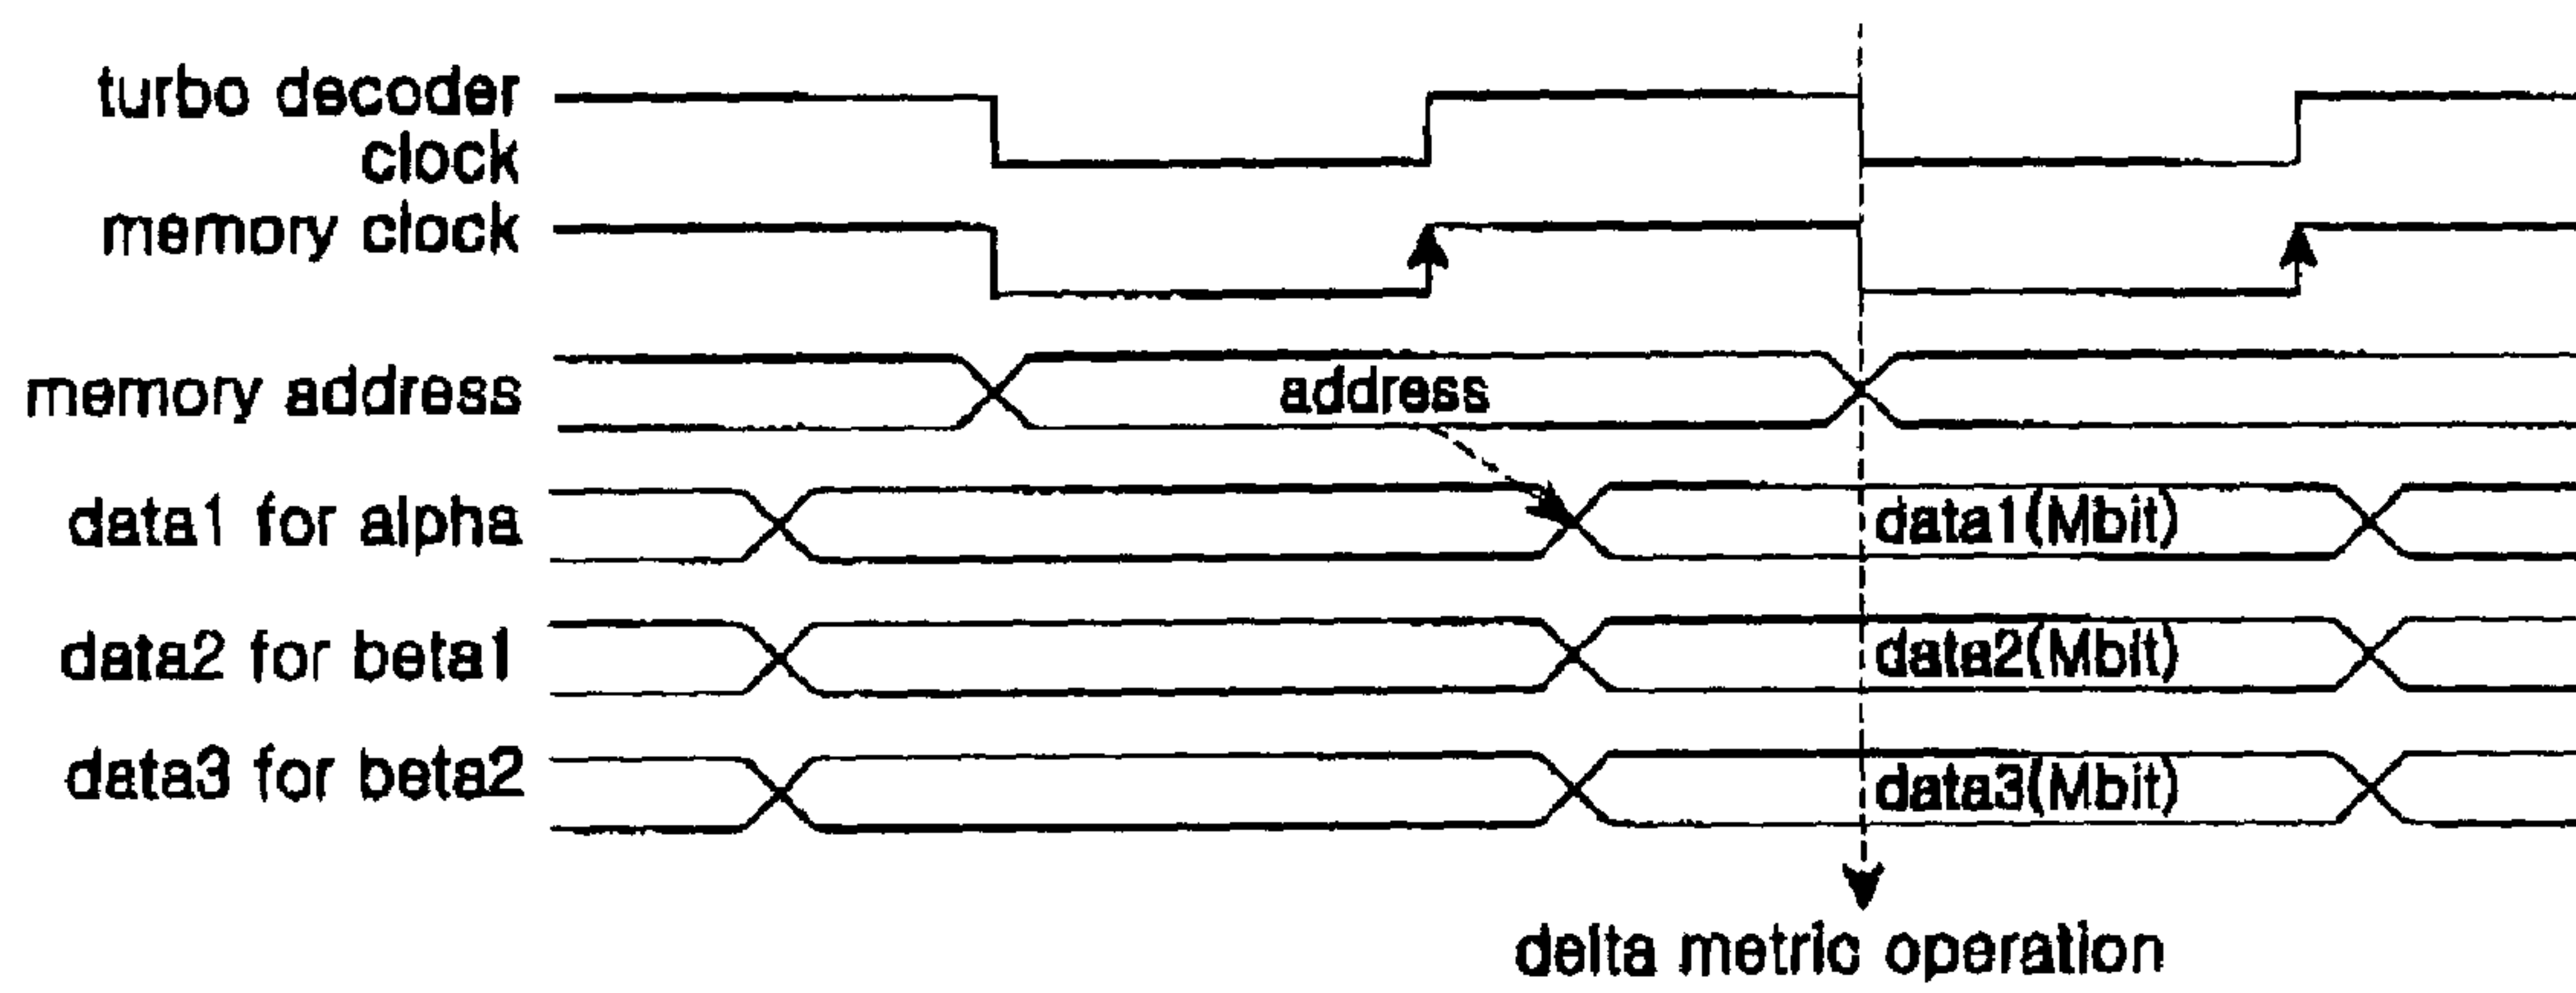 turbo decoder
clock
memory clock
memory address
address
data1 for alpha
data1(Mbit)
data2 for beta1
data2(Mbit)
data3 for beta2
data3(Mbit)
delta metric operation